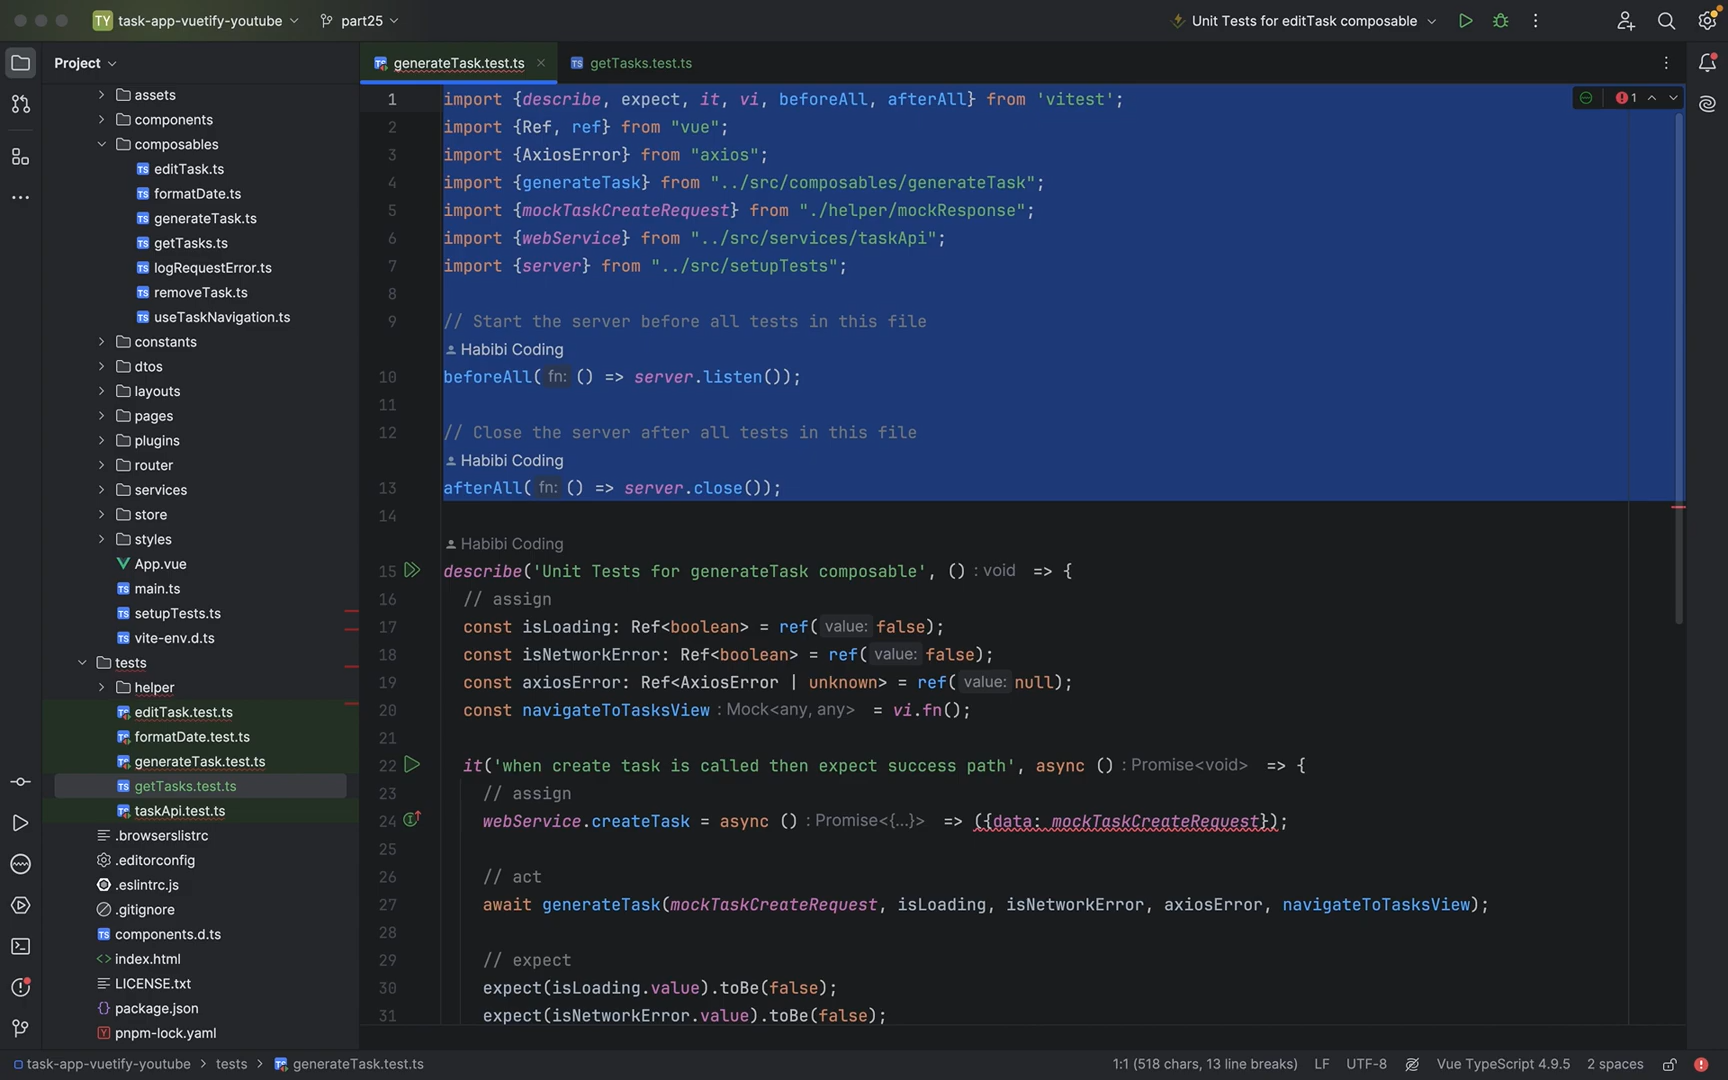 TY task-app-vuetify-youtube part25 Unit Tests for editTask composable
Project
generateTask.test.ts
getTasks.test.ts
assets
components
composables
editTask.ts
formatDate.ts
generateTask.ts
getTasks.ts
logRequestError.ts
removeTask.ts
useTaskNavigation.ts
constants
dtos
layouts
pages
plugins
router
services
store
styles
App.vue
main.ts
setupTests.ts
vite-env.d.ts
tests
helper
editTask.test.ts
formatDate.test.ts
generateTask.test.ts
getTasks.test.ts
taskApi.test.ts
.browserslistrc
.editorconfig
.eslintrc.js
.gitignore
components.d.ts
index.html
LICENSE.txt
package.json
pnpm-lock.yaml
1 import {describe, expect, it, vi, beforeAll, afterAll} from 'vitest'; 1
2 import {Ref, ref} from "vue";
3 import {AxiosError} from "axios";
4 import {generateTask} from "../src/composables/generateTask";
5 import {mockTaskCreateRequest} from "./helper/mockResponse";
6 import {webService} from "../src/services/taskApi";
7 import {server} from "../src/setupTests";
8
9 // Start the server before all tests in this file
Habibi Coding
10 beforeAll( fn: () => server.listen());
11
12 // Close the server after all tests in this file
Habibi Coding
13 afterAll( fn: () => server.close());
14
Habibi Coding
15 describe('Unit Tests for generateTask composable', () : void => {
16 // assign
17 const isLoading: Ref<boolean> = ref( value: false);
18 const isNetworkError: Ref<boolean> = ref( value: false);
19 const axiosError: Ref<AxiosError | unknown> = ref( value: null);
20 const navigateToTasksView : Mock<any, any> = vi.fn();
21
22 it('when create task is called then expect success path', async () : Promise<void> => {
23 // assign
24 webService.createTask = async () : Promise<{...}> => ({data: mockTaskCreateRequest});
25
26 // act
27 await generateTask(mockTaskCreateRequest, isLoading, isNetworkError, axiosError, navigateToTasksView);
28
29 // expect
30 expect(isLoading.value).toBe(false);
31 expect(isNetworkError.value).toBe(false);
task-app-vuetify-youtube > tests > generateTask.test.ts 1:1 (518 chars, 13 line breaks) LF UTF-8 Vue TypeScript 4.9.5 2 spaces